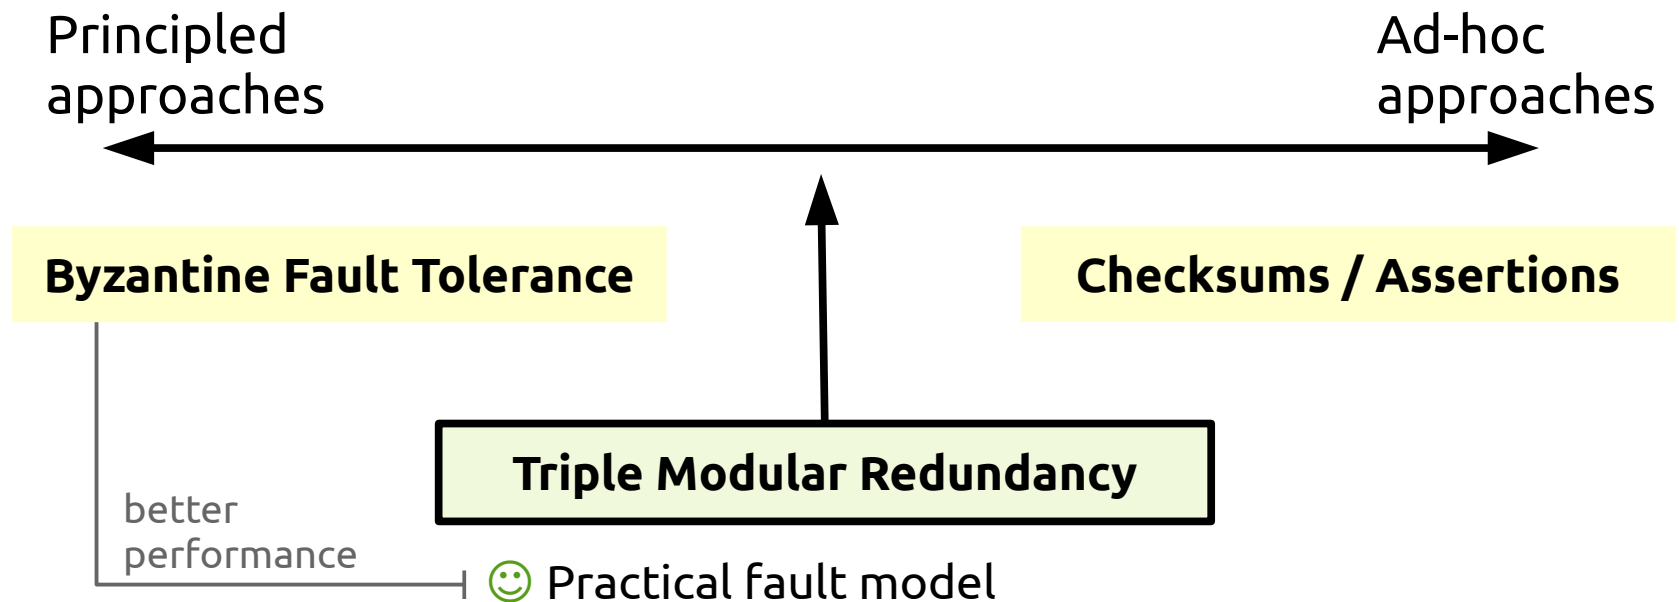 Principled
approaches
Ad-hoc
approaches
Byzantine Fault Tolerance
Checksums / Assertions
Triple Modular Redundancy
better
performance
Practical fault model